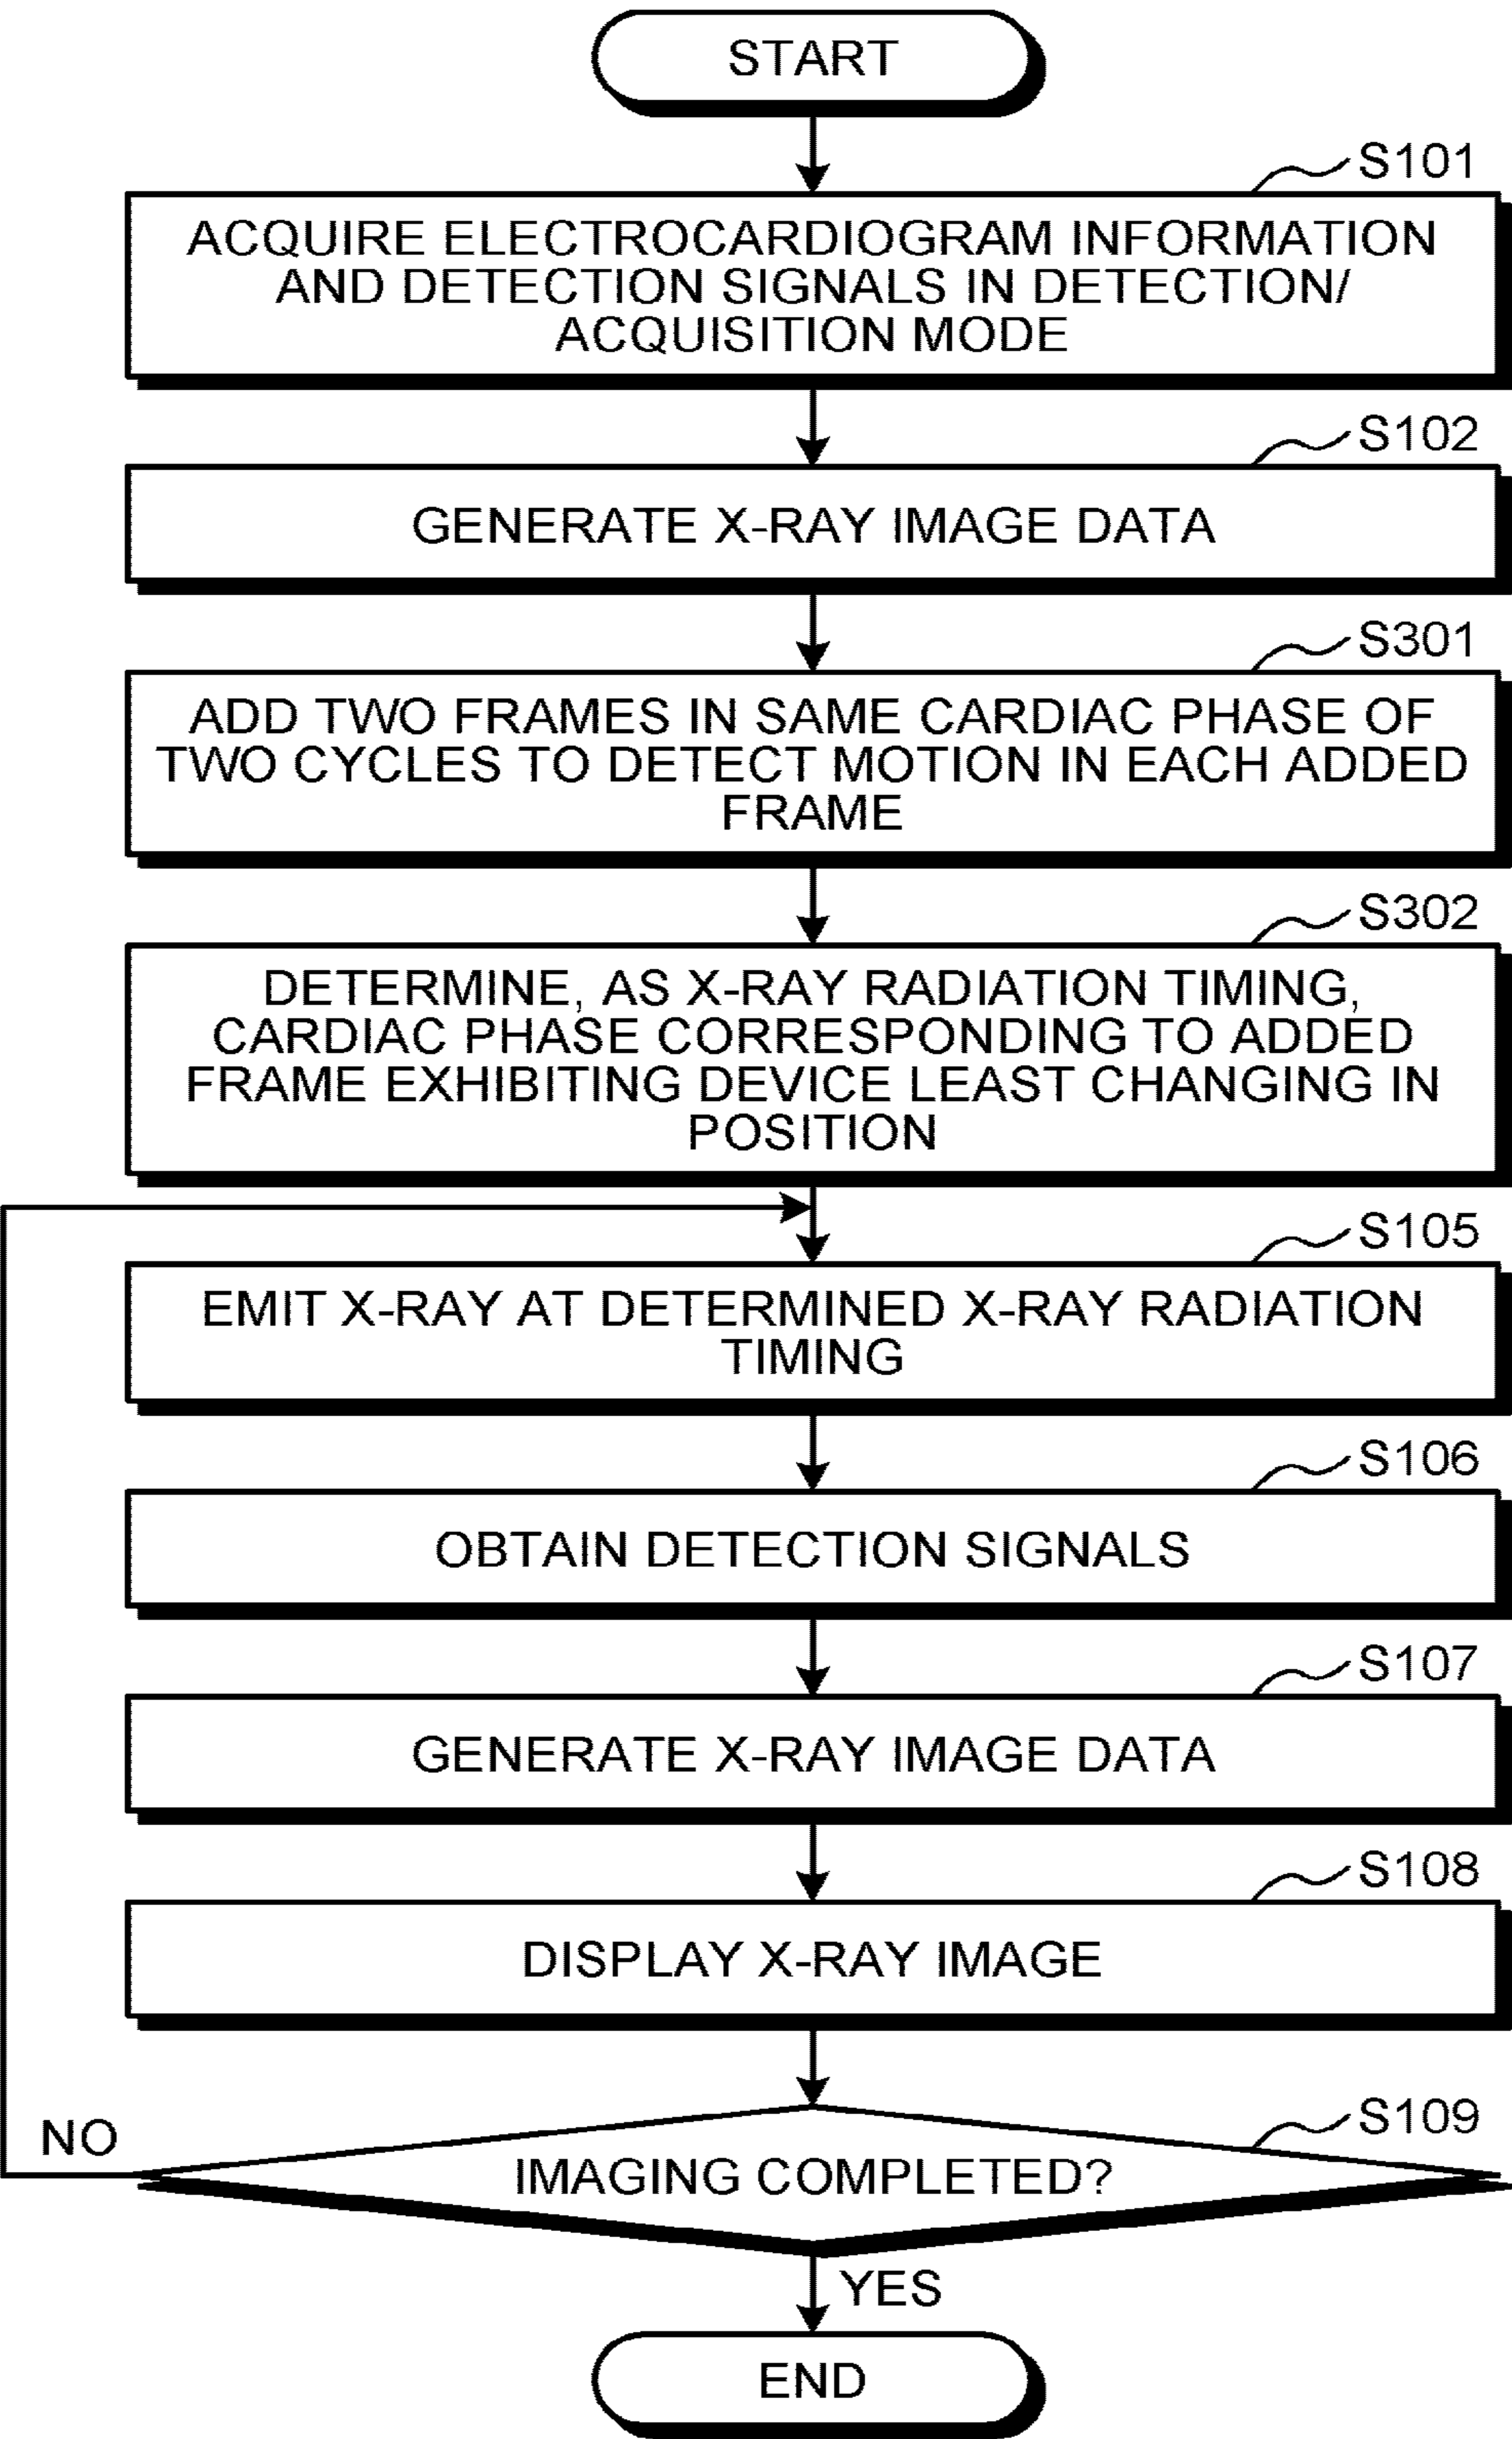 START
S101
ACQUIRE ELECTROCARDIOGRAM INFORMATION
AND DETECTION SIGNALS IN DETECTION/
ACQUISITION MODE
S102
GENERATE X-RAY IMAGE DATA
S301
ADD TWO FRAMES IN SAME CARDIAC PHASE OF
TWO CYCLES TO DETECT MOTION IN EACH ADDED
FRAME
S302
DETERMINE, AS X-RAY RADIATION TIMING,
CARDIAC PHASE CORRESPONDING TO ADDED
FRAME EXHIBITING DEVICE LEAST CHANGING IN
POSITION
S105
EMIT X-RAY AT DETERMINED X-RAY RADIATION
TIMING
S106
OBTAIN DETECTION SIGNALS
S107
GENERATE X-RAY IMAGE DATA
S108
DISPLAY X-RAY IMAGE
S109
NO
IMAGING COMPLETED?
YES
END